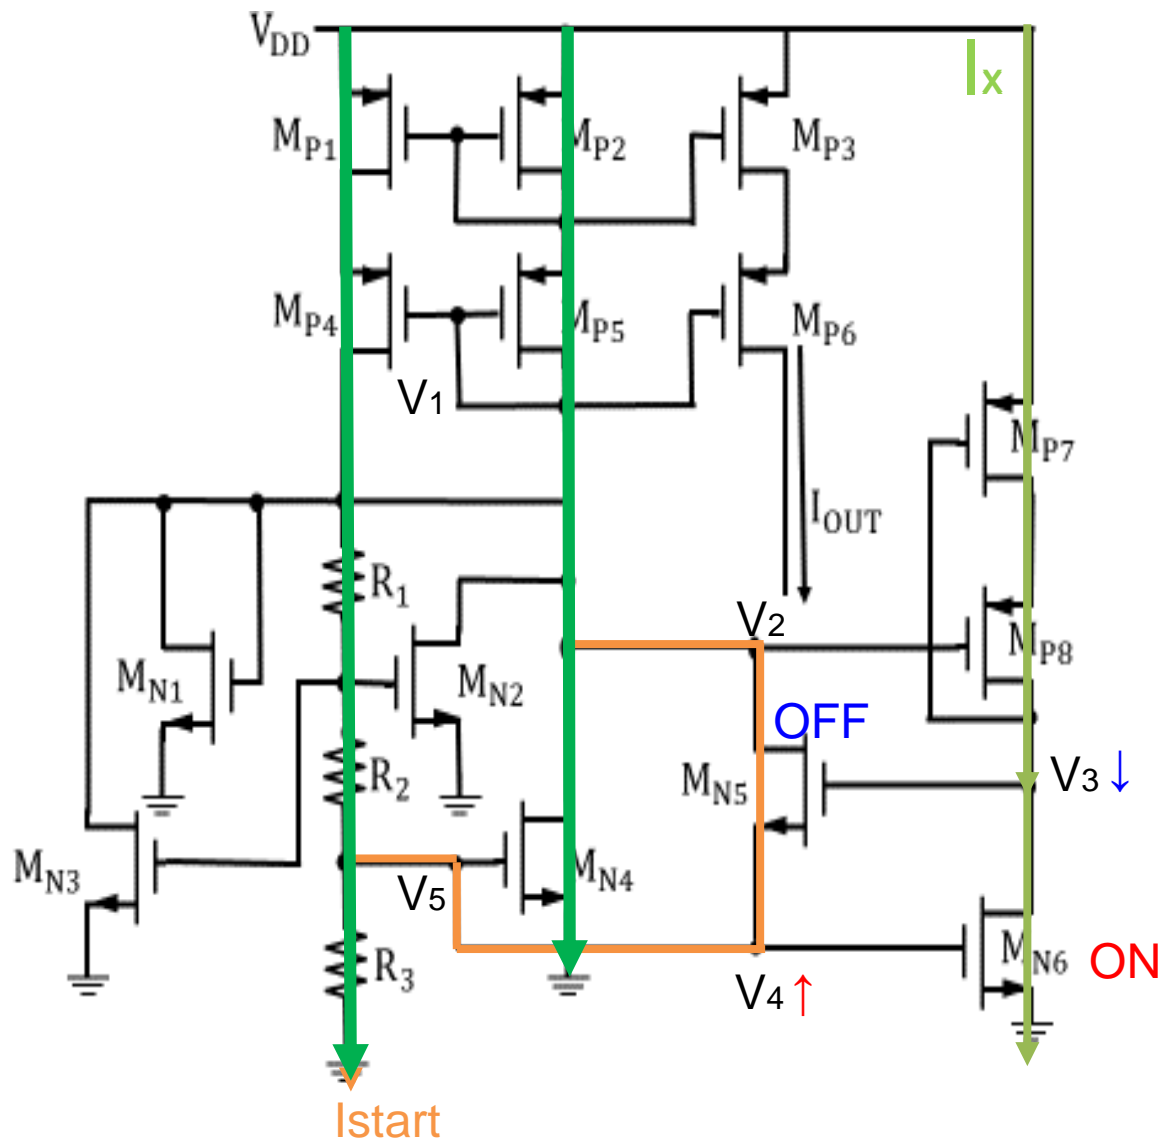 VDD
Ix
MP1
MP2
MP3
MP4
MP5
MP6
V1
MP7
IOUT
R1
V2
MP8
MN1
MN2
OFF
R2
MN5
V3 ↓
MN3
MN4
V5
R3
MN6
ON
V4 ↑
Istart